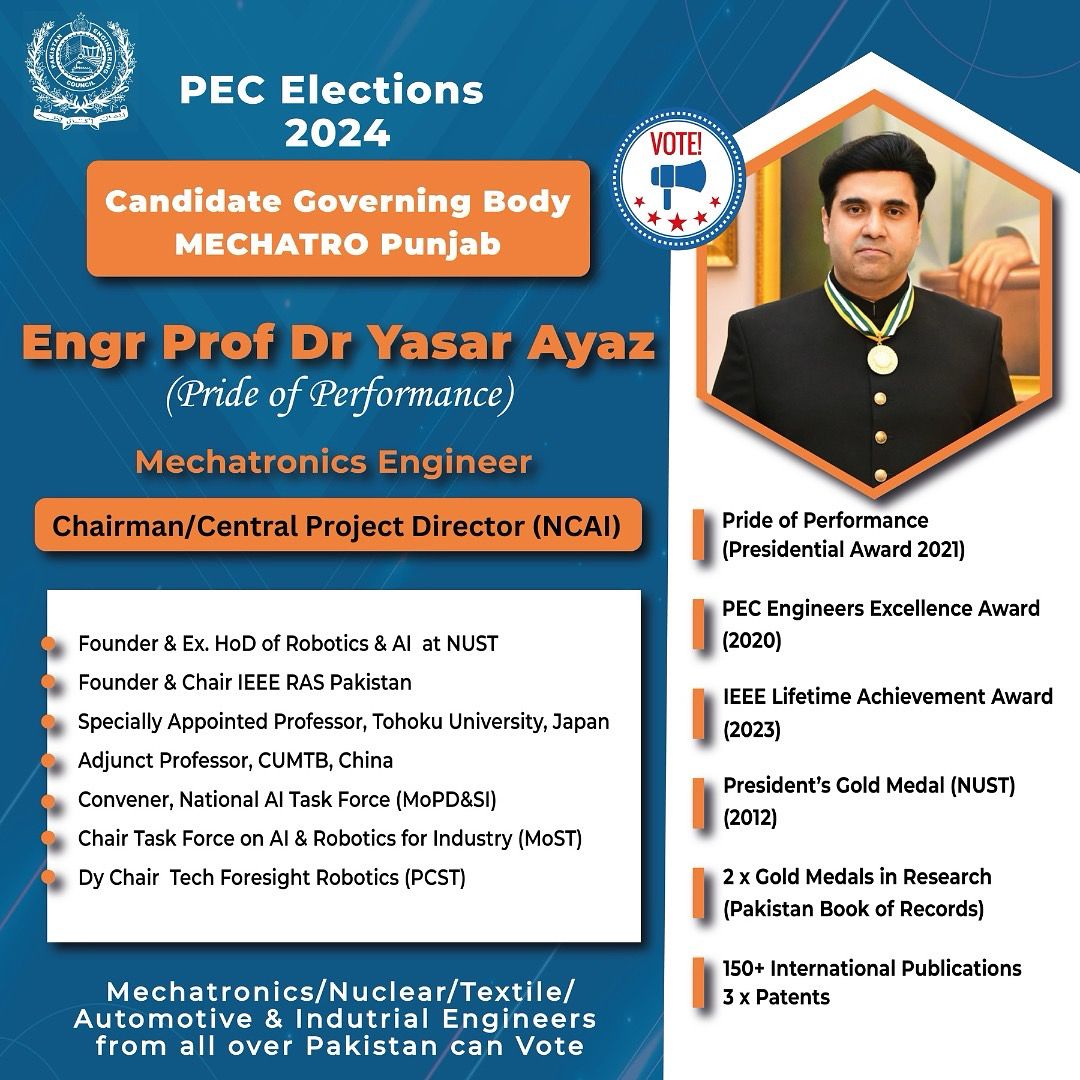 PAKISTAN ENGINEERING COUNCIL
PEC Elections
2024
Candidate Governing Body
MECHATRO Punjab
VOTE!
Engr Prof Dr Yasar Ayaz
(Pride of Performance)
Mechatronics Engineer
Chairman/Central Project Director (NCAI)
Founder & Ex. HoD of Robotics & AI at NUST
Founder & Chair IEEE RAS Pakistan
Specially Appointed Professor, Tohoku University, Japan
Adjunct Professor, CUMTB, China
Convener, National AI Task Force (MoPD&SI)
Chair Task Force on AI & Robotics for Industry (MoST)
Dy Chair Tech Foresight Robotics (PCST)
Mechatronics/Nuclear/Textile/
Automotive & Indutrial Engineers
from all over Pakistan can Vote
Pride of Performance
(Presidential Award 2021)
PEC Engineers Excellence Award
(2020)
IEEE Lifetime Achievement Award
(2023)
President's Gold Medal (NUST)
(2012)
2 x Gold Medals in Research
(Pakistan Book of Records)
150+ International Publications
3 x Patents